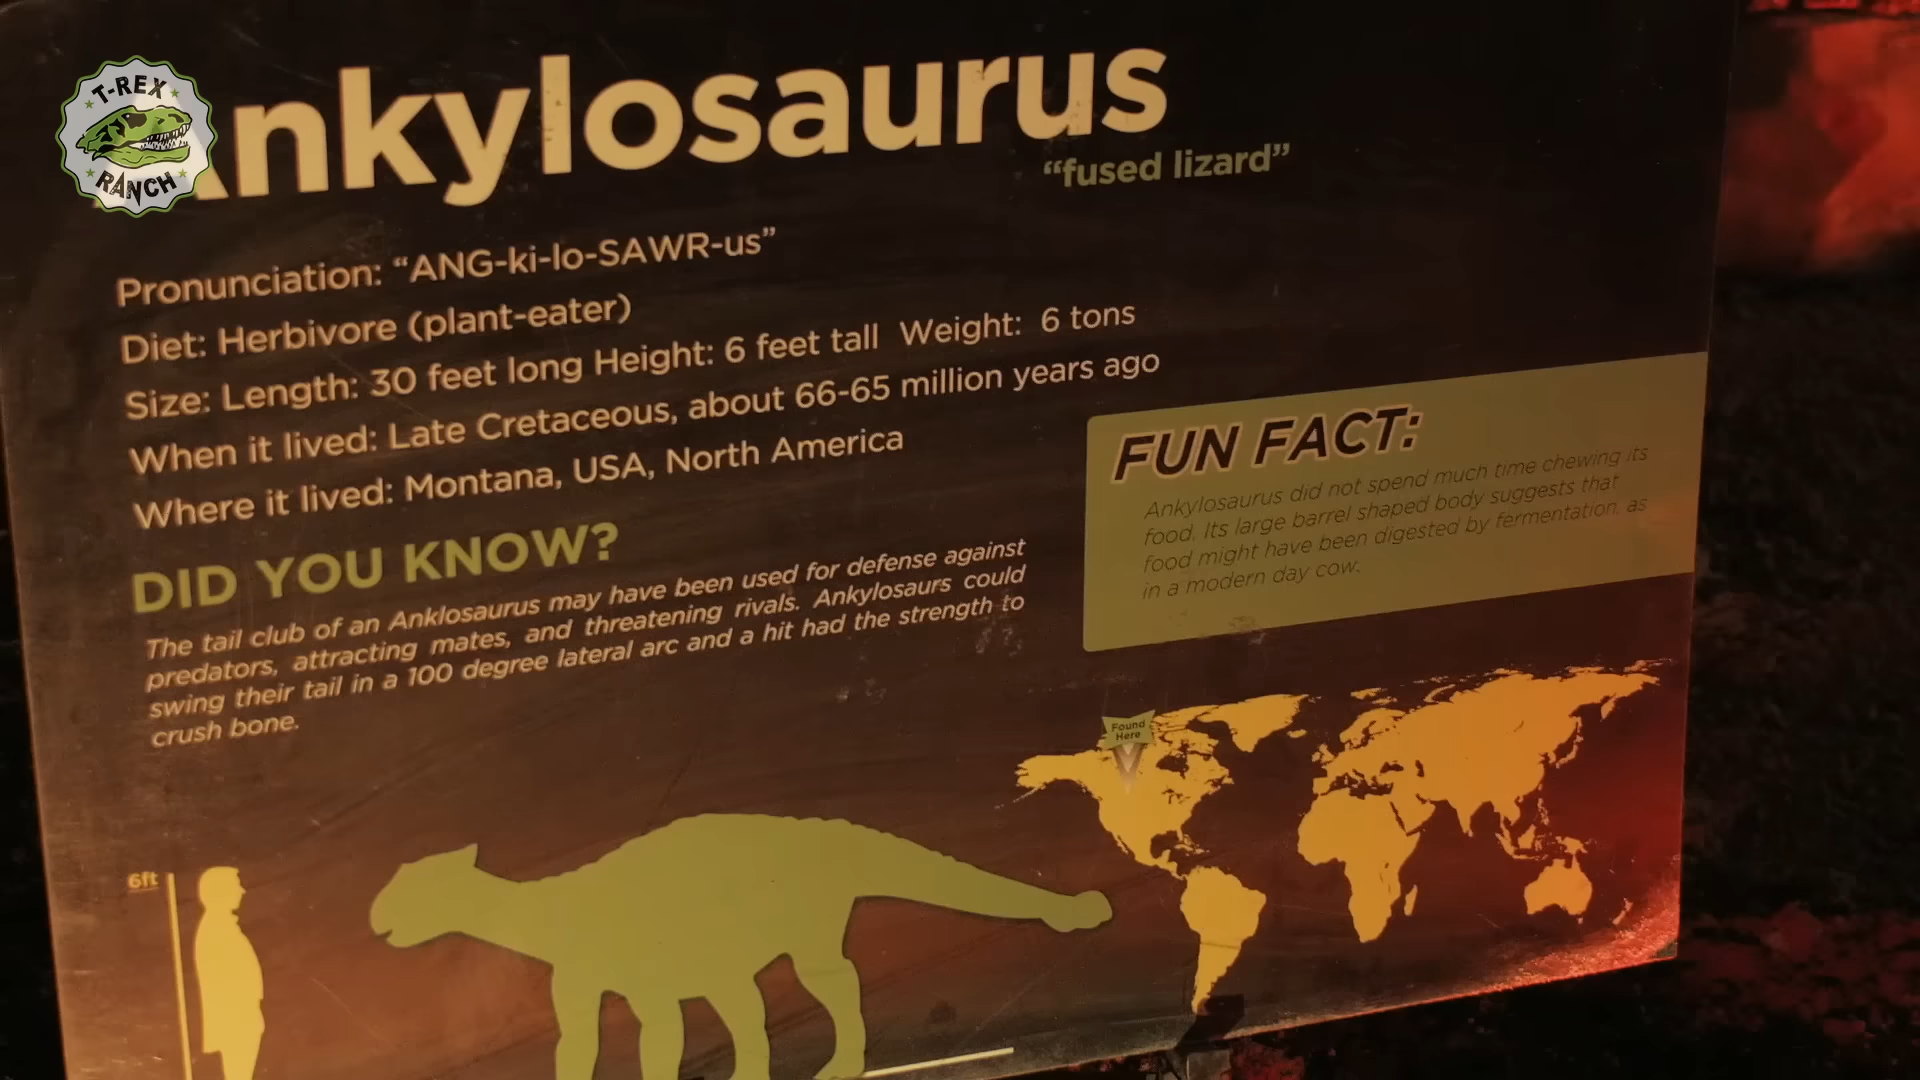 T-REX
RANCH
Ankylosaurus
“fused lizard”
Pronunciation: “ANG-ki-lo-SAWR-us”
Diet: Herbivore (plant-eater)
Size: Length: 30 feet long Height: 6 feet tall Weight: 6 tons
When it lived: Late Cretaceous, about 66-65 million years ago
Where it lived: Montana, USA, North America
DID YOU KNOW?
The tail club of an Anklosaurus may have been used for defense against
predators, attracting mates, and threatening rivals. Ankylosaurs could
swing their tail in a 100 degree lateral arc and a hit had the strength to
crush bone.
FUN FACT:
Ankylosaurus did not spend much time chewing its
food. Its large barrel shaped body suggests that
food might have been digested by fermentation, as
in a modern day cow.
Found
Here
6ft